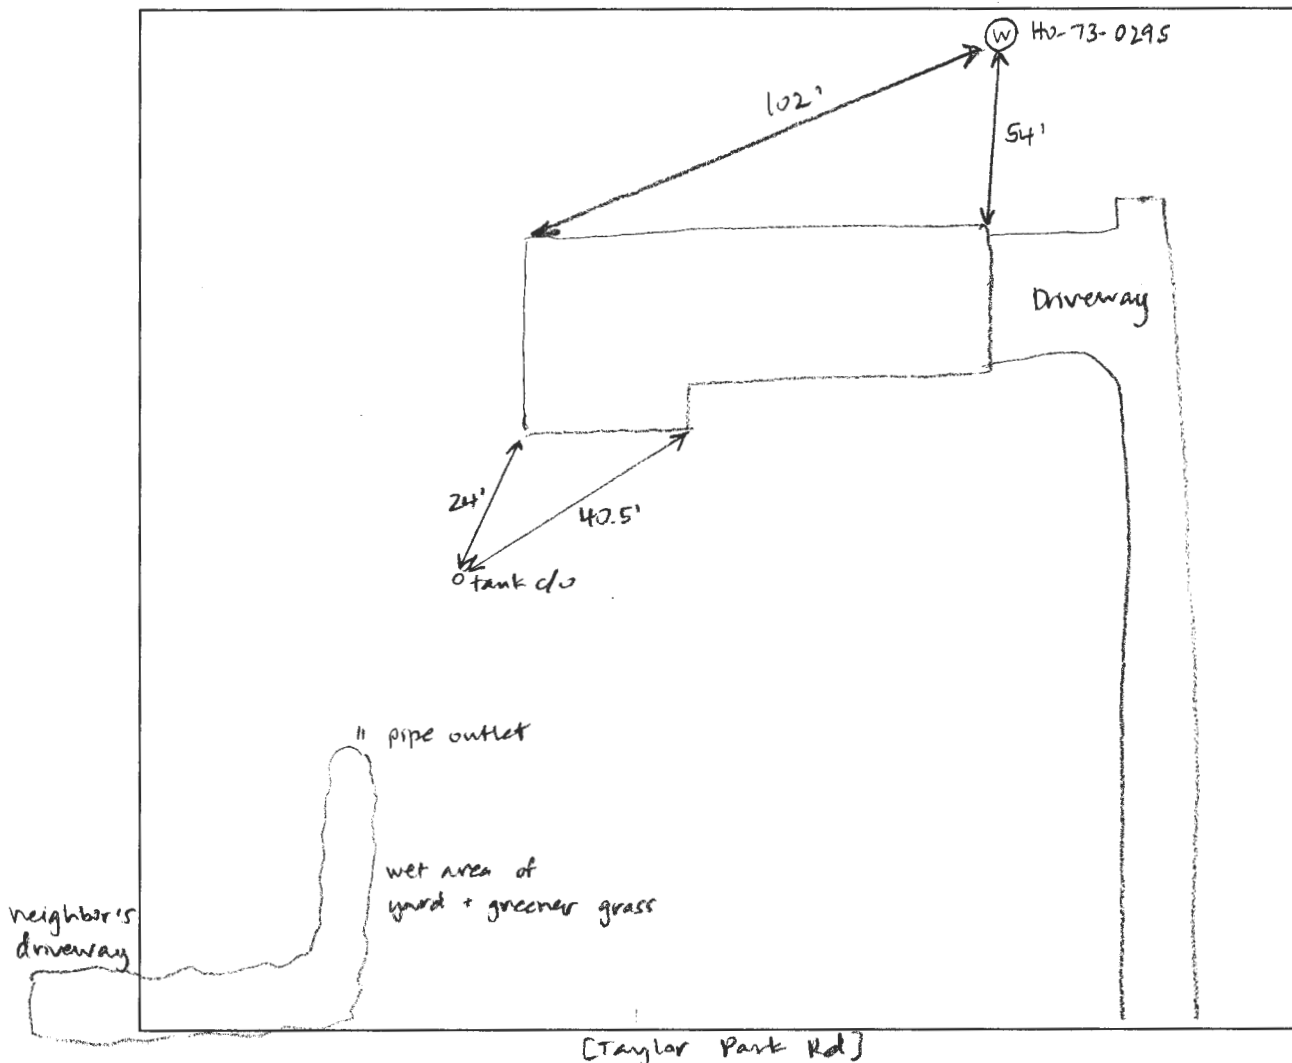 W HO-73-0295
102'
54'
Driveway
24'
40.5'
tank c/o
pipe outlet
wet area of
yard + greener grass
neighbor's
driveway
[Taylor Park Rd]